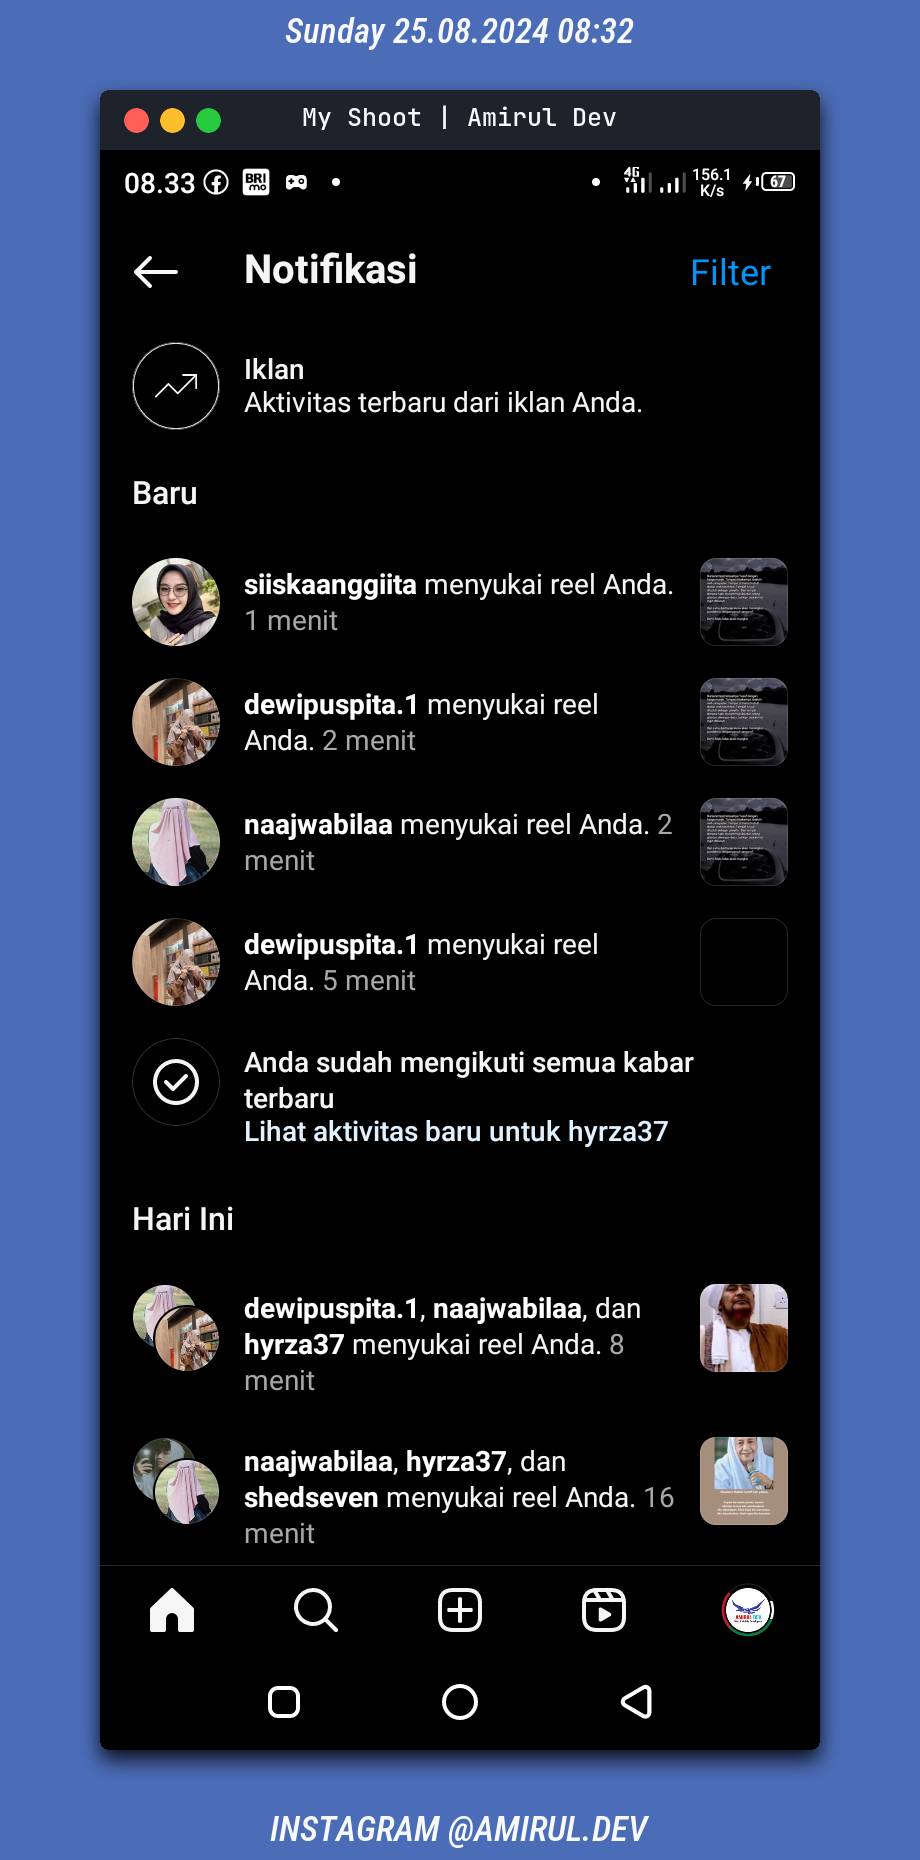 Sunday 25.08.2024 08:32
My Shoot | Amirul Dev
08.33 BRI mo 4G 156.1 K/s 67
Notifikasi Filter
Iklan
Aktivitas terbaru dari iklan Anda.
Baru
siiskaanggiita menyukai reel Anda.
1 menit
dewipuspita.1 menyukai reel
Anda. 2 menit
naajwabilaa menyukai reel Anda. 2
menit
dewipuspita.1 menyukai reel
Anda. 5 menit
Anda sudah mengikuti semua kabar
terbaru
Lihat aktivitas baru untuk hyrza37
Hari Ini
dewipuspita.1, naajwabilaa, dan
hyrza37 menyukai reel Anda. 8
menit
naajwabilaa, hyrza37, dan
shedseven menyukai reel Anda. 16
menit
AMIRUL DEV
INSTAGRAM @AMIRUL.DEV